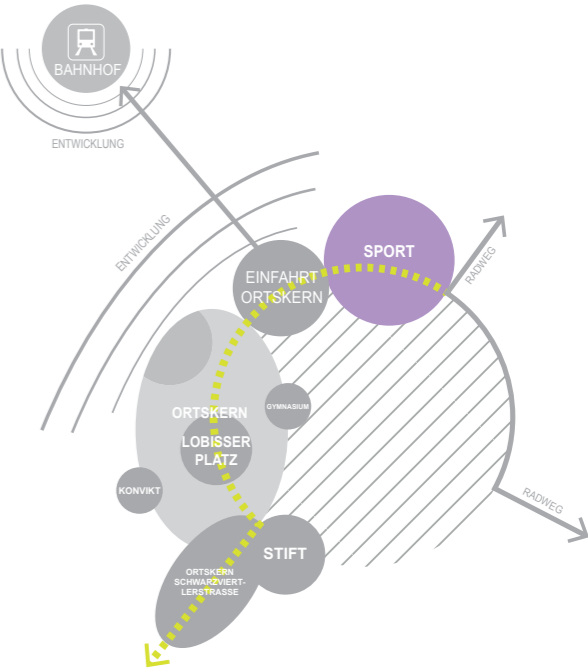 BAHNHOF
ENTWICKLUNG
ENTWICKLUNG
SPORT
RADWEG
EINFAHRT
ORTSKERN
ORTSKERN
GYMNASIUM
LOBISSER
PLATZ
KONVIKT
RADWEG
STIFT
ORTSKERN
SCHWARZVIERT-
LERSTRASSE